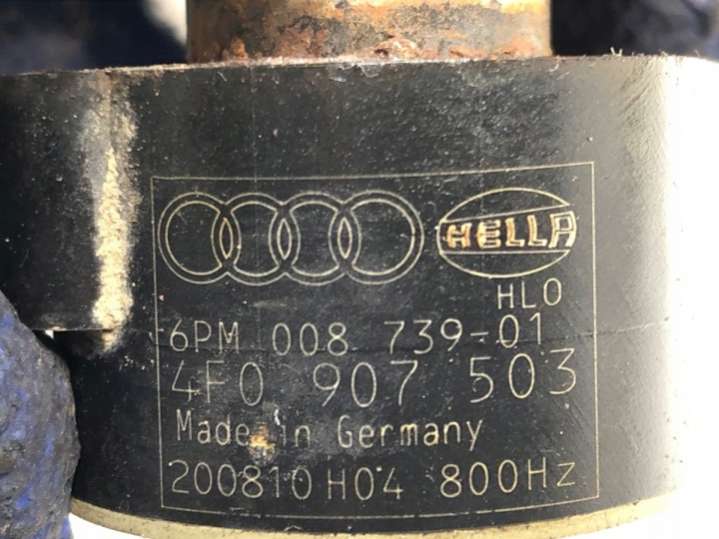 HELLA
HLO
6PM 008 739-01
4F0 907 503
Made in Germany
200810 H04 800Hz